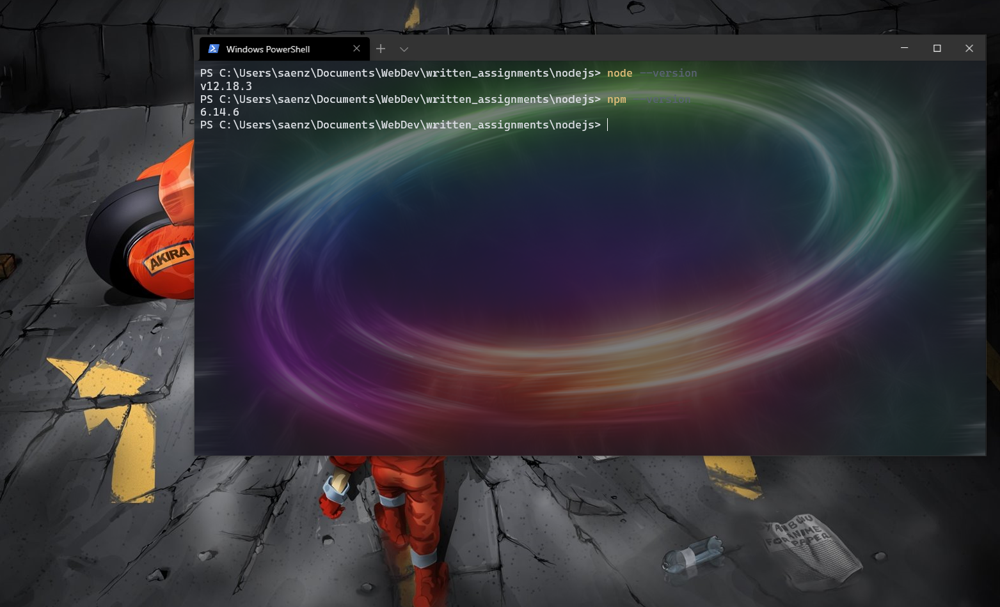 Windows PowerShell
PS C:\Users\saenz\Documents\WebDev\written_assignments\nodejs> node --version
v12.18.3
PS C:\Users\saenz\Documents\WebDev\written_assignments\nodejs> npm --version
6.14.6
PS C:\Users\saenz\Documents\WebDev\written_assignments\nodejs>
AKIRA
FOR ANIME
PAPER